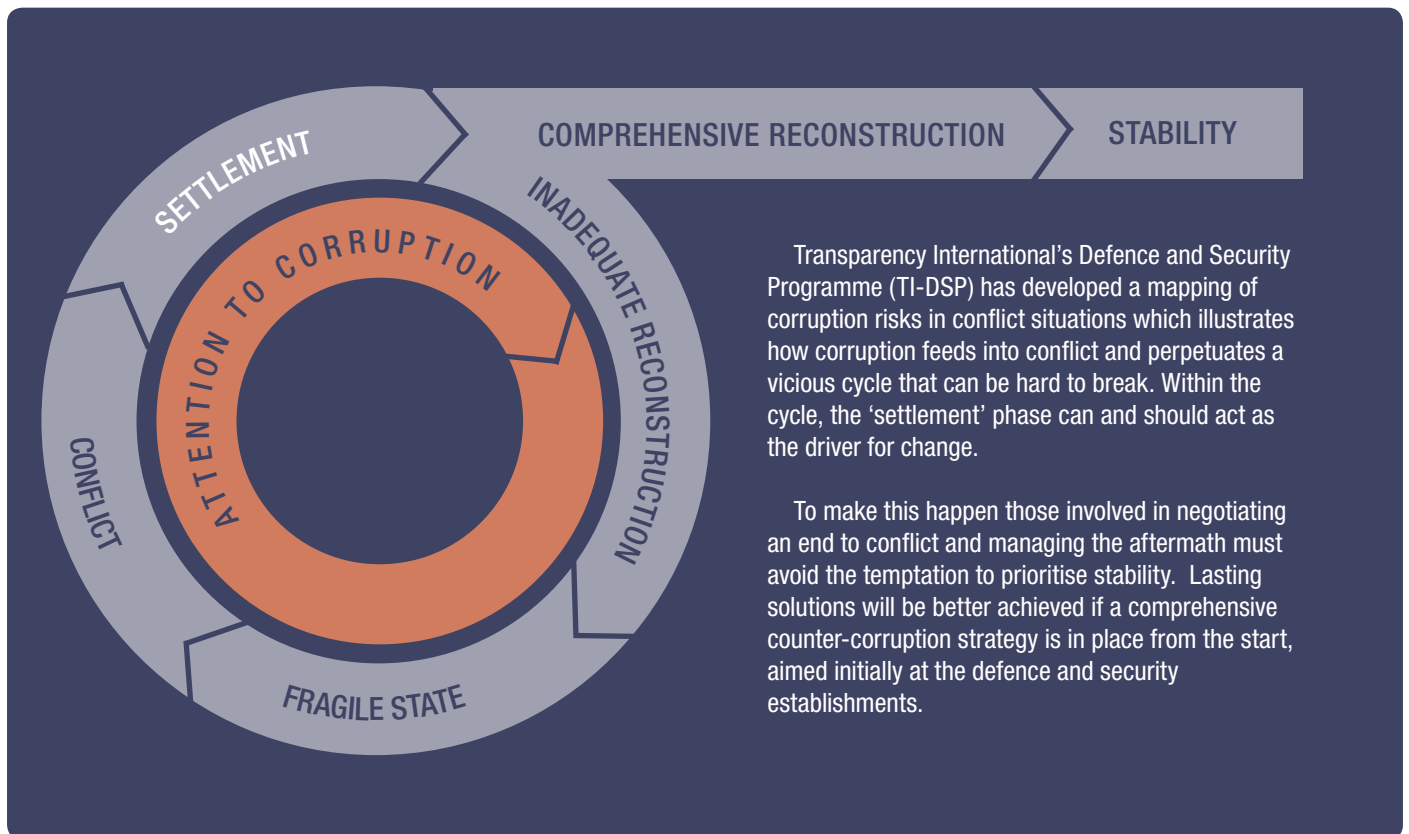 SETTLEMENT
COMPREHENSIVE RECONSTRUCTION
STABILITY
INADEQUATE RECONSTRUCTION
FRAGILE STATE
CONFLICT
ATTENTION TO CORRUPTION
Transparency International’s Defence and Security
Programme (TI-DSP) has developed a mapping of
corruption risks in conflict situations which illustrates
how corruption feeds into conflict and perpetuates a
vicious cycle that can be hard to break. Within the
cycle, the ‘settlement’ phase can and should act as
the driver for change.
To make this happen those involved in negotiating
an end to conflict and managing the aftermath must
avoid the temptation to prioritise stability.  Lasting
solutions will be better achieved if a comprehensive
counter-corruption strategy is in place from the start,
aimed initially at the defence and security
establishments.